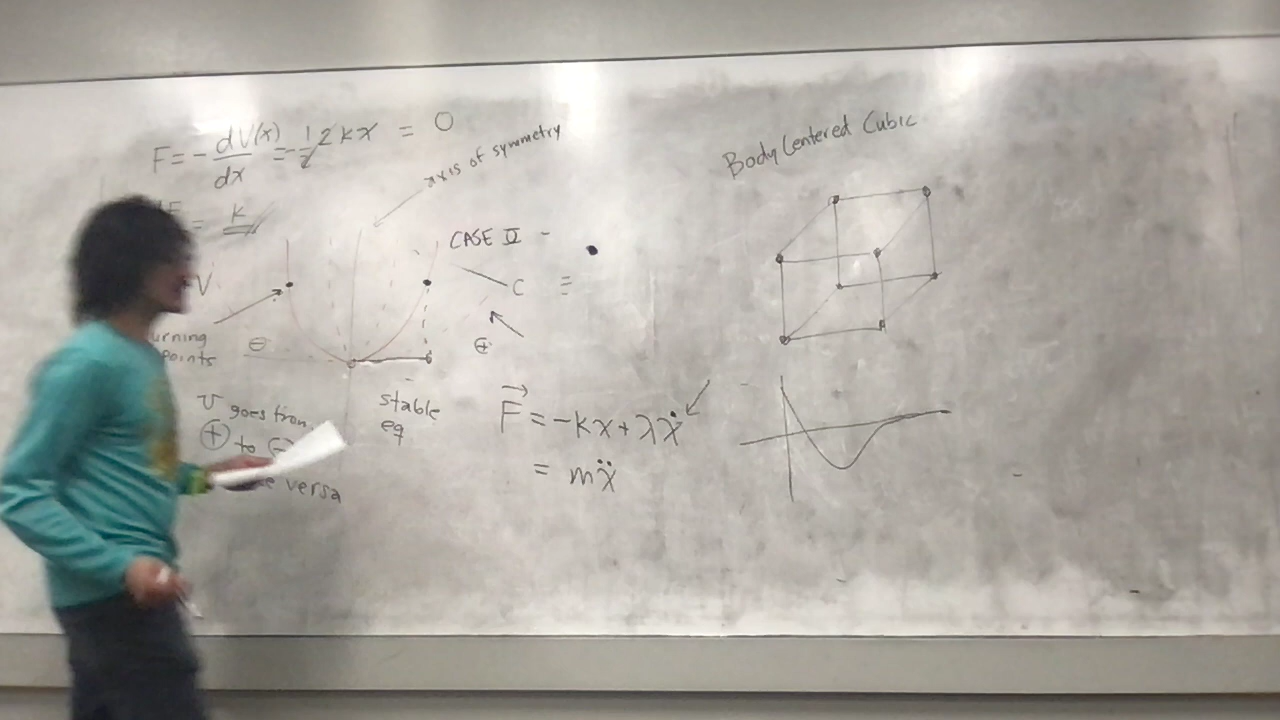 F = - dV(x)/dx = - 1/2 2kx = 0
axis of symmetry
= k
V
CASE II -
C =
turning points
⊖
⊕
stable eq
v goes from
⊕ to
versa
F = -kx + λẋ
= mẍ
Body Centered Cubic